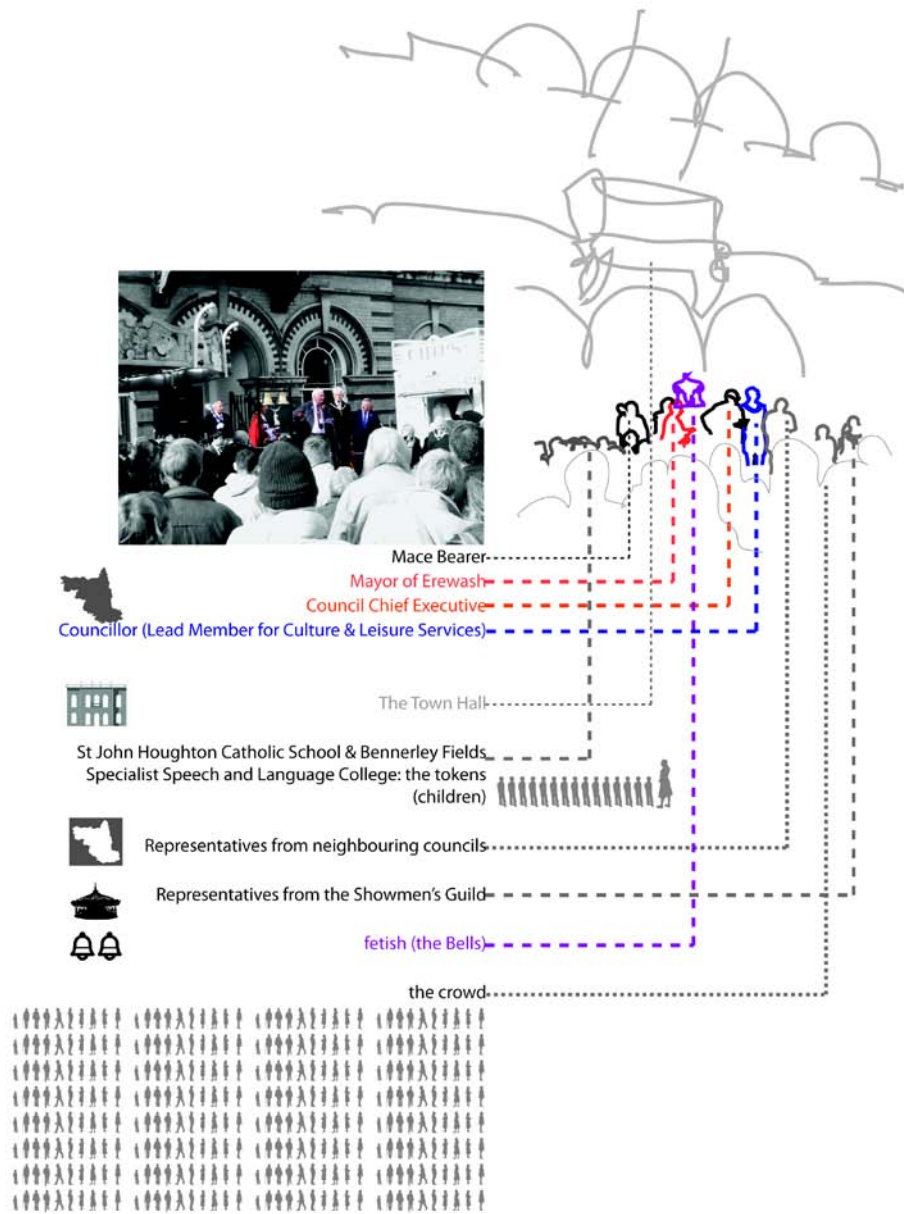 Mace Bearer
Mayor of Erewash
Council Chief Executive
Councillor (Lead Member for Culture & Leisure Services)
The Town Hall
St John Houghton Catholic School & Bennerley Fields
Specialist Speech and Language College: the tokens
(children)
Representatives from neighbouring councils
Representatives from the Showmen's Guild
fetish (the Bells)
the crowd